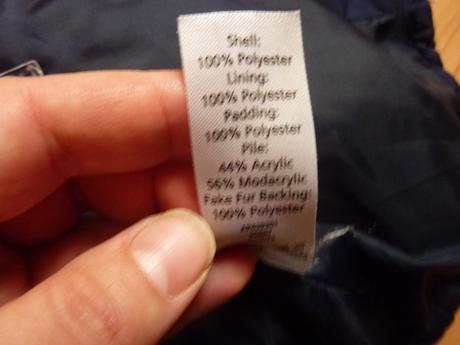 Shell:
100% Polyester
Lining:
100% Polyester
Padding:
100% Polyester
Pile:
44% Acrylic
56% Modacrylic
Fake Fur Backing:
100% Polyester